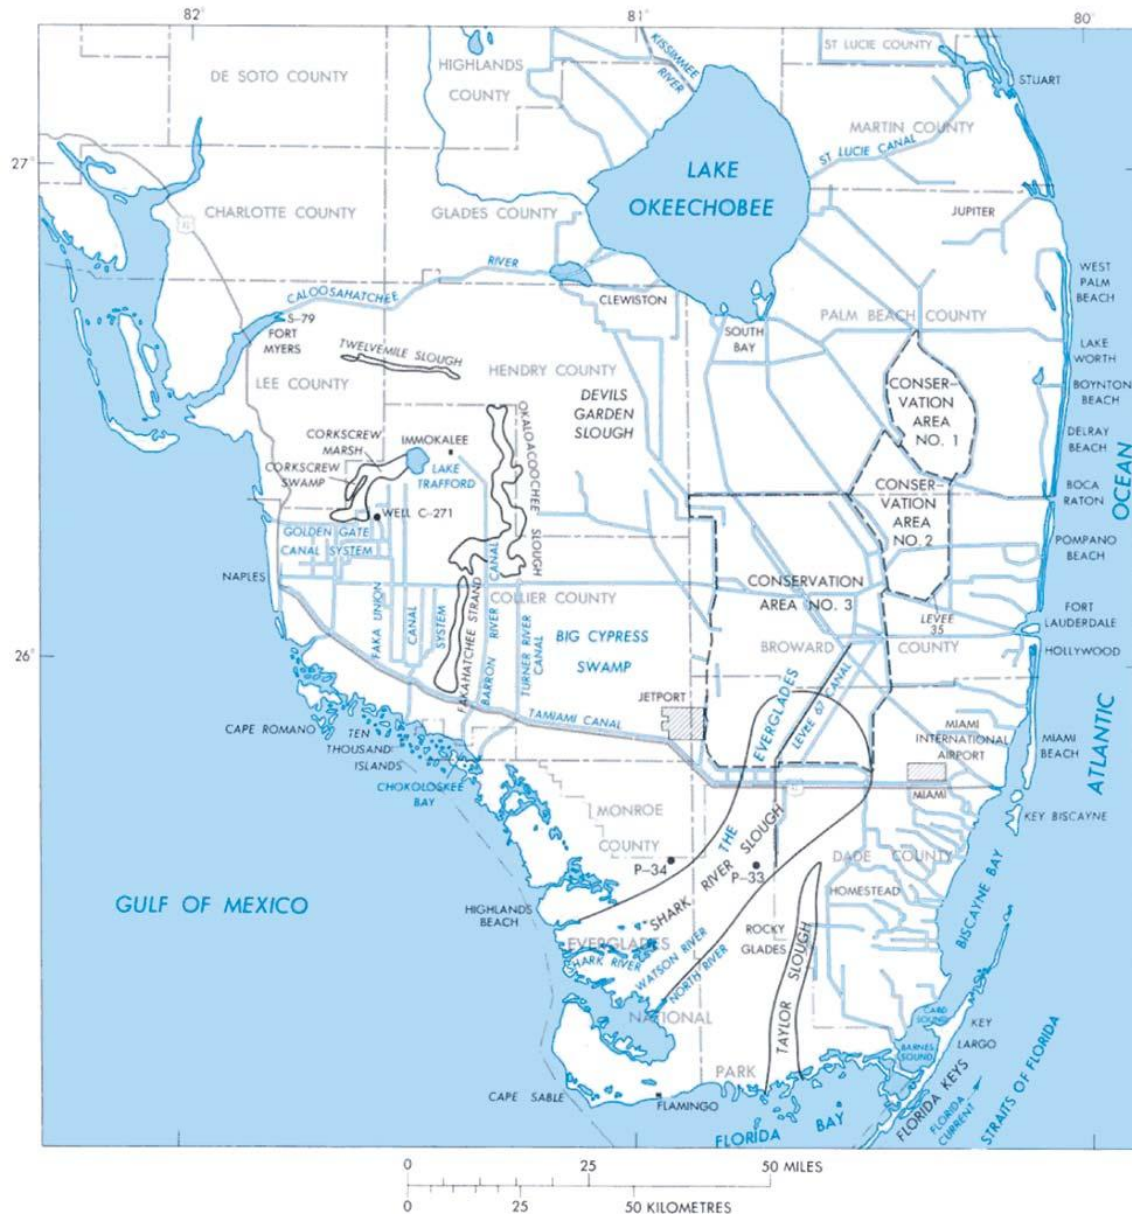 82°
81
80
DE SOTO COUNTY
HIGHLANDS
COUNTY
KISSIMMEE
RIVER
ST LUCIE COUNTY
STUART
MARTIN COUNTY
ST LUCIE CANAL
27°
LAKE
OKEECHOBEE
CHARLOTTE COUNTY
GLADES COUNTY
JUPITER
CALOOSAHATCHEE
RIVER
CLEWISTON
WEST
PALM
BEACH
S-79
FORT
MYERS
SOUTH
BAY
PALM BEACH COUNTY
LAKE
WORTH
TWELVEMILE SLOUGH
LEE COUNTY
HENDRY COUNTY
DEVILS
GARDEN
SLOUGH
CONSER-
VATION
AREA
NO. 1
BOYNTON
BEACH
DELRAY
BEACH
CORKSCREW
MARSH
IMMOKALEE
CORKSCREW
SWAMP
LAKE
TRAFFORD
OKALOACOOCHEE SLOUGH
CONSER-
VATION
AREA
NO. 2
BOCA
RATON
WELL C-271
GOLDEN GATE
CANAL SYSTEM
POMPANO
BEACH
NAPLES
FAKA UNION
CANAL
SYSTEM
FAKAHATCHEE STRAND
BARRON RIVER CANAL
TURNER RIVER
CANAL
COLLIER COUNTY
CONSERVATION
AREA NO. 3
LEVEE
35
FORT
LAUDERDALE
26°
BIG CYPRESS
SWAMP
BROWARD COUNTY
HOLLYWOOD
JETPORT
TAMIAMI CANAL
THE EVERGLADES
LEVEE 67 CANAL
MIAMI
INTERNATIONAL
AIRPORT
MIAMI
BEACH
ATLANTIC OCEAN
CAPE ROMANO
TEN
THOUSAND
ISLANDS
CHOKOLOSKEE
BAY
MIAMI
KEY BISCAYNE
MONROE
COUNTY
P-34
P-33
SHARK RIVER SLOUGH
DADE COUNTY
HOMESTEAD
BISCAYNE BAY
GULF OF MEXICO
HIGHLANDS
BEACH
EVERGLADES
SHARK RIVER
WATSON RIVER
NORTH RIVER
ROCKY
GLADES
TAYLOR SLOUGH
NATIONAL
PARK
CARD
SOUND
BARNES
SOUND
KEY
LARGO
CAPE SABLE
FLAMINGO
FLORIDA BAY
FLORIDA KEYS
FLORIDA
CURRENT
STRAITS OF FLORIDA
0 25 50 MILES
0 25 50 KILOMETRES